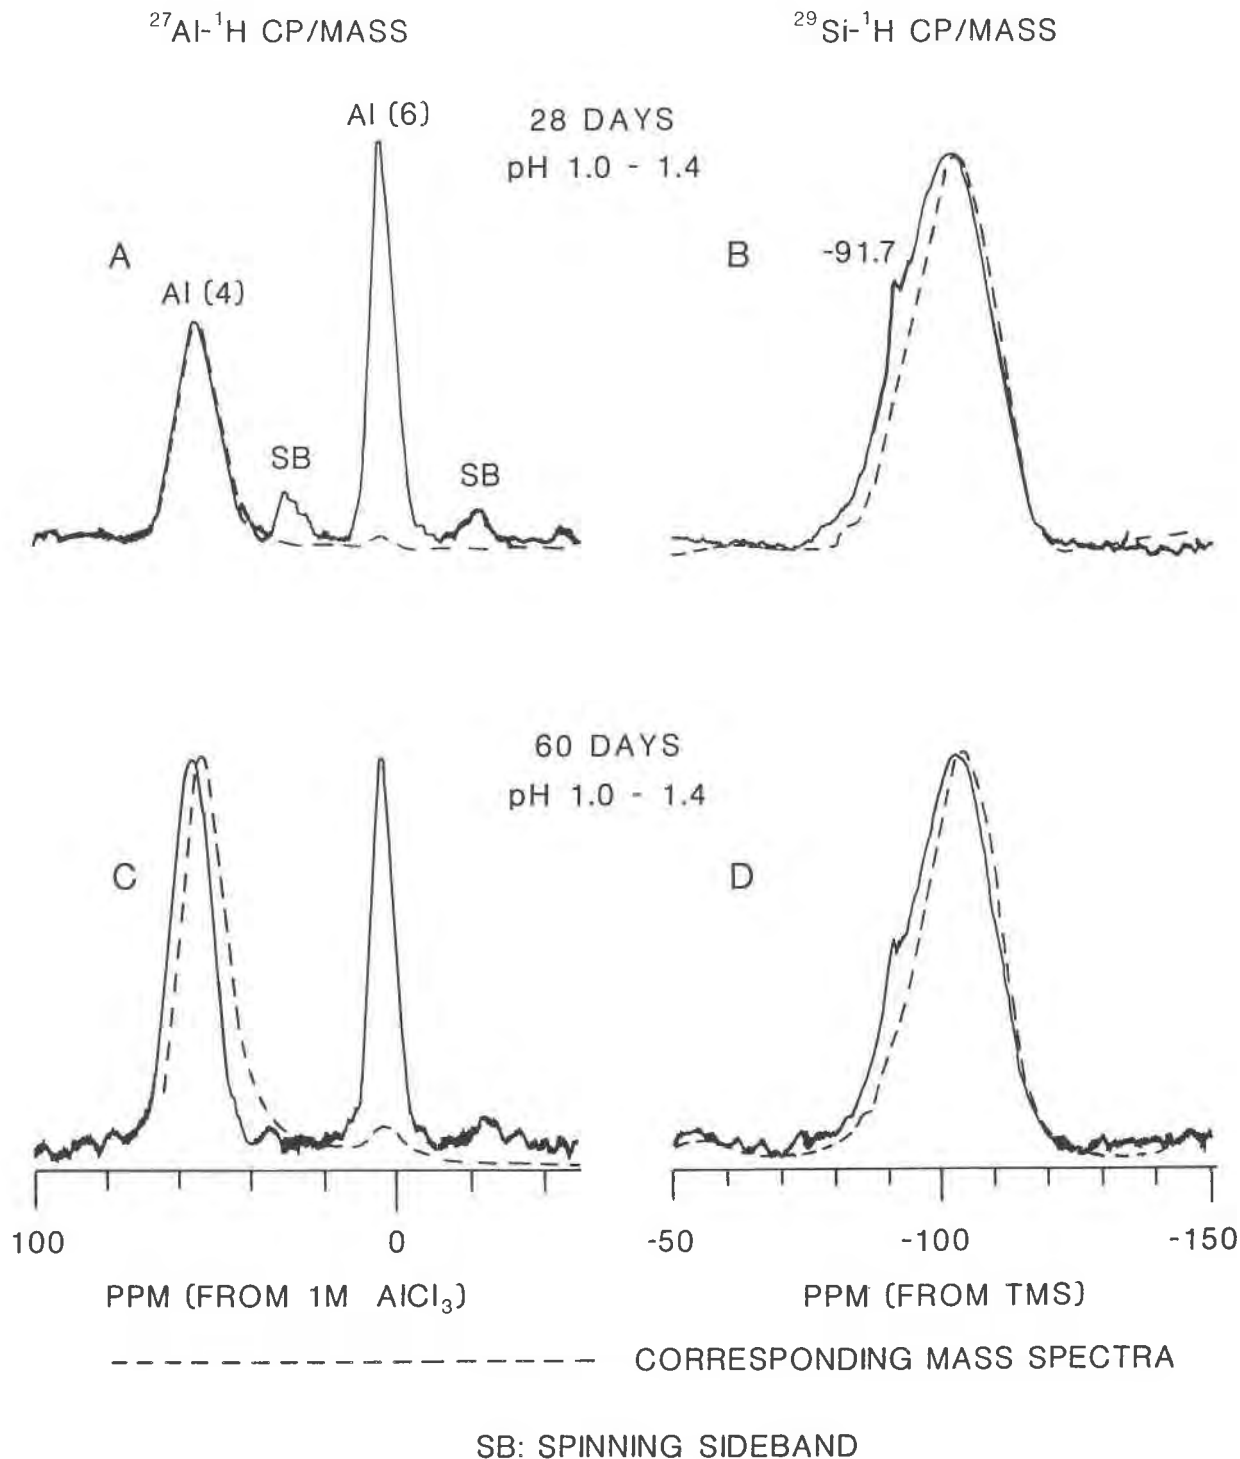 ²⁷Al-¹H CP/MASS
²⁹Si-¹H CP/MASS
Al (6)
28 DAYS
pH 1.0 - 1.4
A
Al (4)
SB
SB
B
-91.7
60 DAYS
pH 1.0 - 1.4
C
D
100 0
-50 -100 -150
PPM (FROM 1M AlCl₃)
PPM (FROM TMS)
CORRESPONDING MASS SPECTRA
SB: SPINNING SIDEBAND